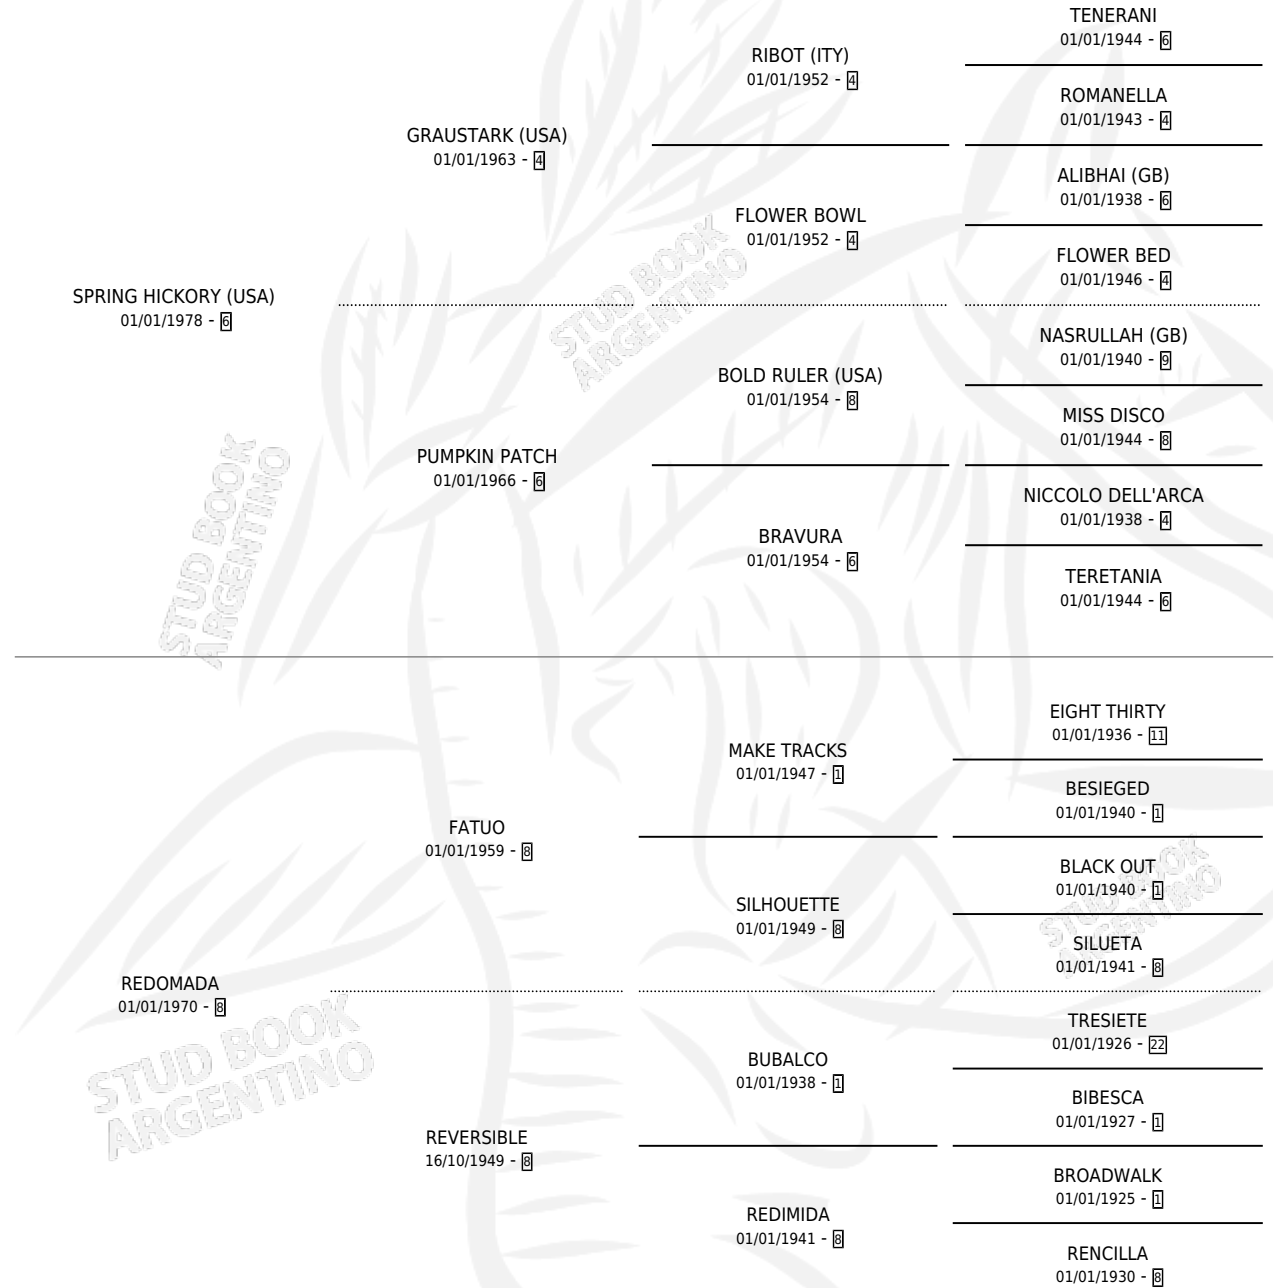 TENERANI
01/01/1944 - 6
RIBOT (ITY)
01/01/1952 - 4
ROMANELLA
01/01/1943 - 4
GRAUSTARK (USA)
01/01/1963 - 4
ALIBHAI (GB)
01/01/1938 - 6
FLOWER BOWL
01/01/1952 - 4
FLOWER BED
01/01/1946 - 4
SPRING HICKORY (USA)
01/01/1978 - 6
NASRULLAH (GB)
01/01/1940 - 9
BOLD RULER (USA)
01/01/1954 - 8
MISS DISCO
01/01/1944 - 8
PUMPKIN PATCH
01/01/1966 - 6
NICCOLO DELL'ARCA
01/01/1938 - 4
BRAVURA
01/01/1954 - 6
TERETANIA
01/01/1944 - 6
EIGHT THIRTY
01/01/1936 - 11
MAKE TRACKS
01/01/1947 - 1
BESIEGED
01/01/1940 - 1
FATUO
01/01/1959 - 8
BLACK OUT
01/01/1940 - 1
SILHOUETTE
01/01/1949 - 8
SILUETA
01/01/1941 - 8
REDOMADA
01/01/1970 - 8
TRESIETE
01/01/1926 - 22
BUBALCO
01/01/1938 - 1
BIBESCA
01/01/1927 - 1
REVERSIBLE
16/10/1949 - 8
BROADWALK
01/01/1925 - 1
REDIMIDA
01/01/1941 - 8
RENCILLA
01/01/1930 - 8
STUD BOOK
ARGENTINO
STUD BOOK
ARGENTINO
STUD BOOK
ARGENTINO
STUD BOOK
ARGENTINO